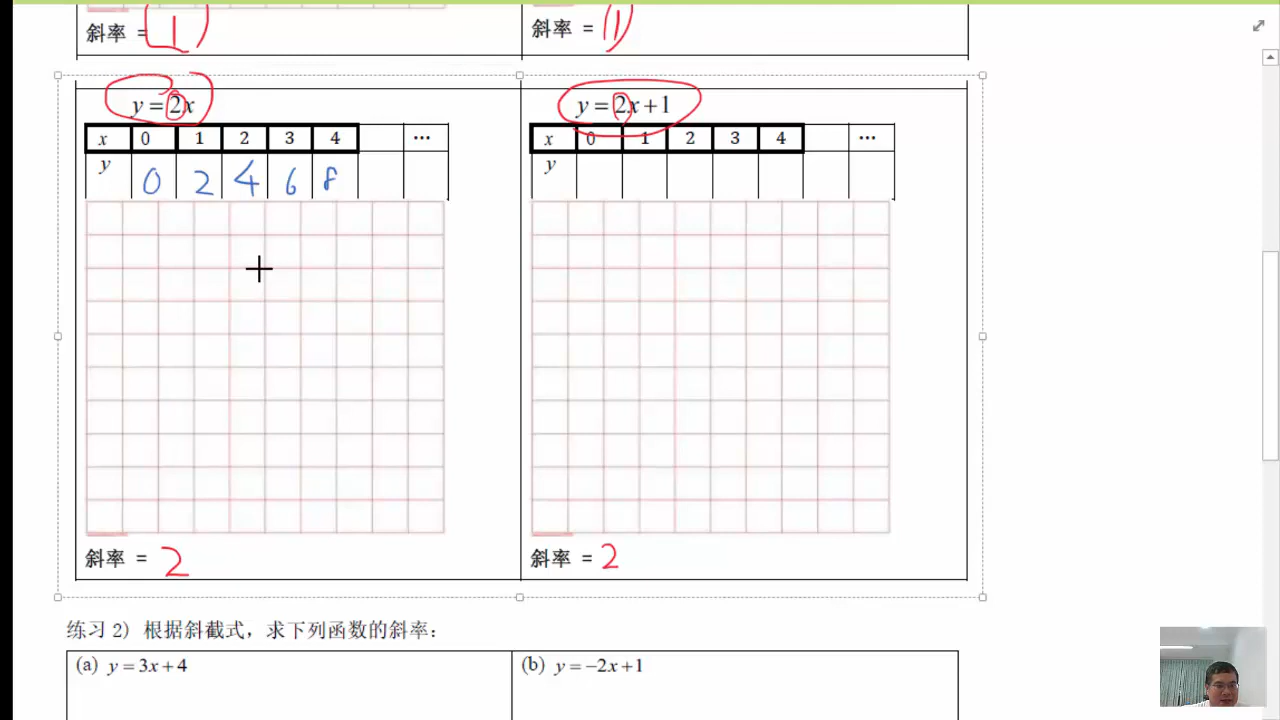 斜率 = 1
斜率 = 1
y = 2x
y = 2x + 1
x 0 1 2 3 4 ...
y 0 2 4 6 8
x 0 1 2 3 4 ...
y
斜率 = 2
斜率 = 2
练习 2) 根据斜截式，求下列函数的斜率：
(a) y = 3x + 4
(b) y = −2x + 1